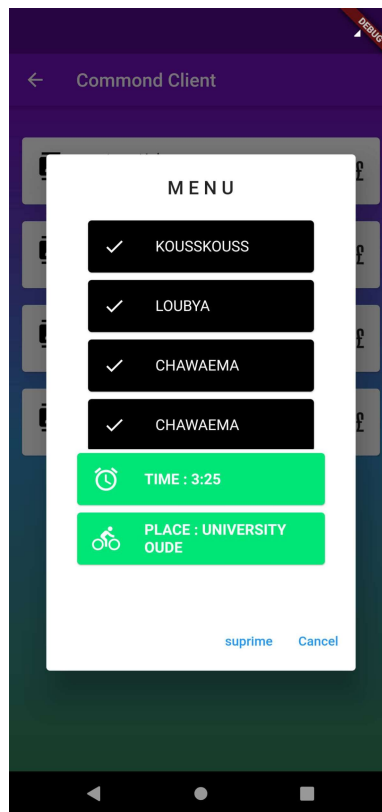 DEBUG
Commond Client
MENU
KOUSSKOUSS
LOUBYA
CHAWAEMA
CHAWAEMA
TIME : 3:25
PLACE : UNIVERSITY
OUDE
suprime Cancel